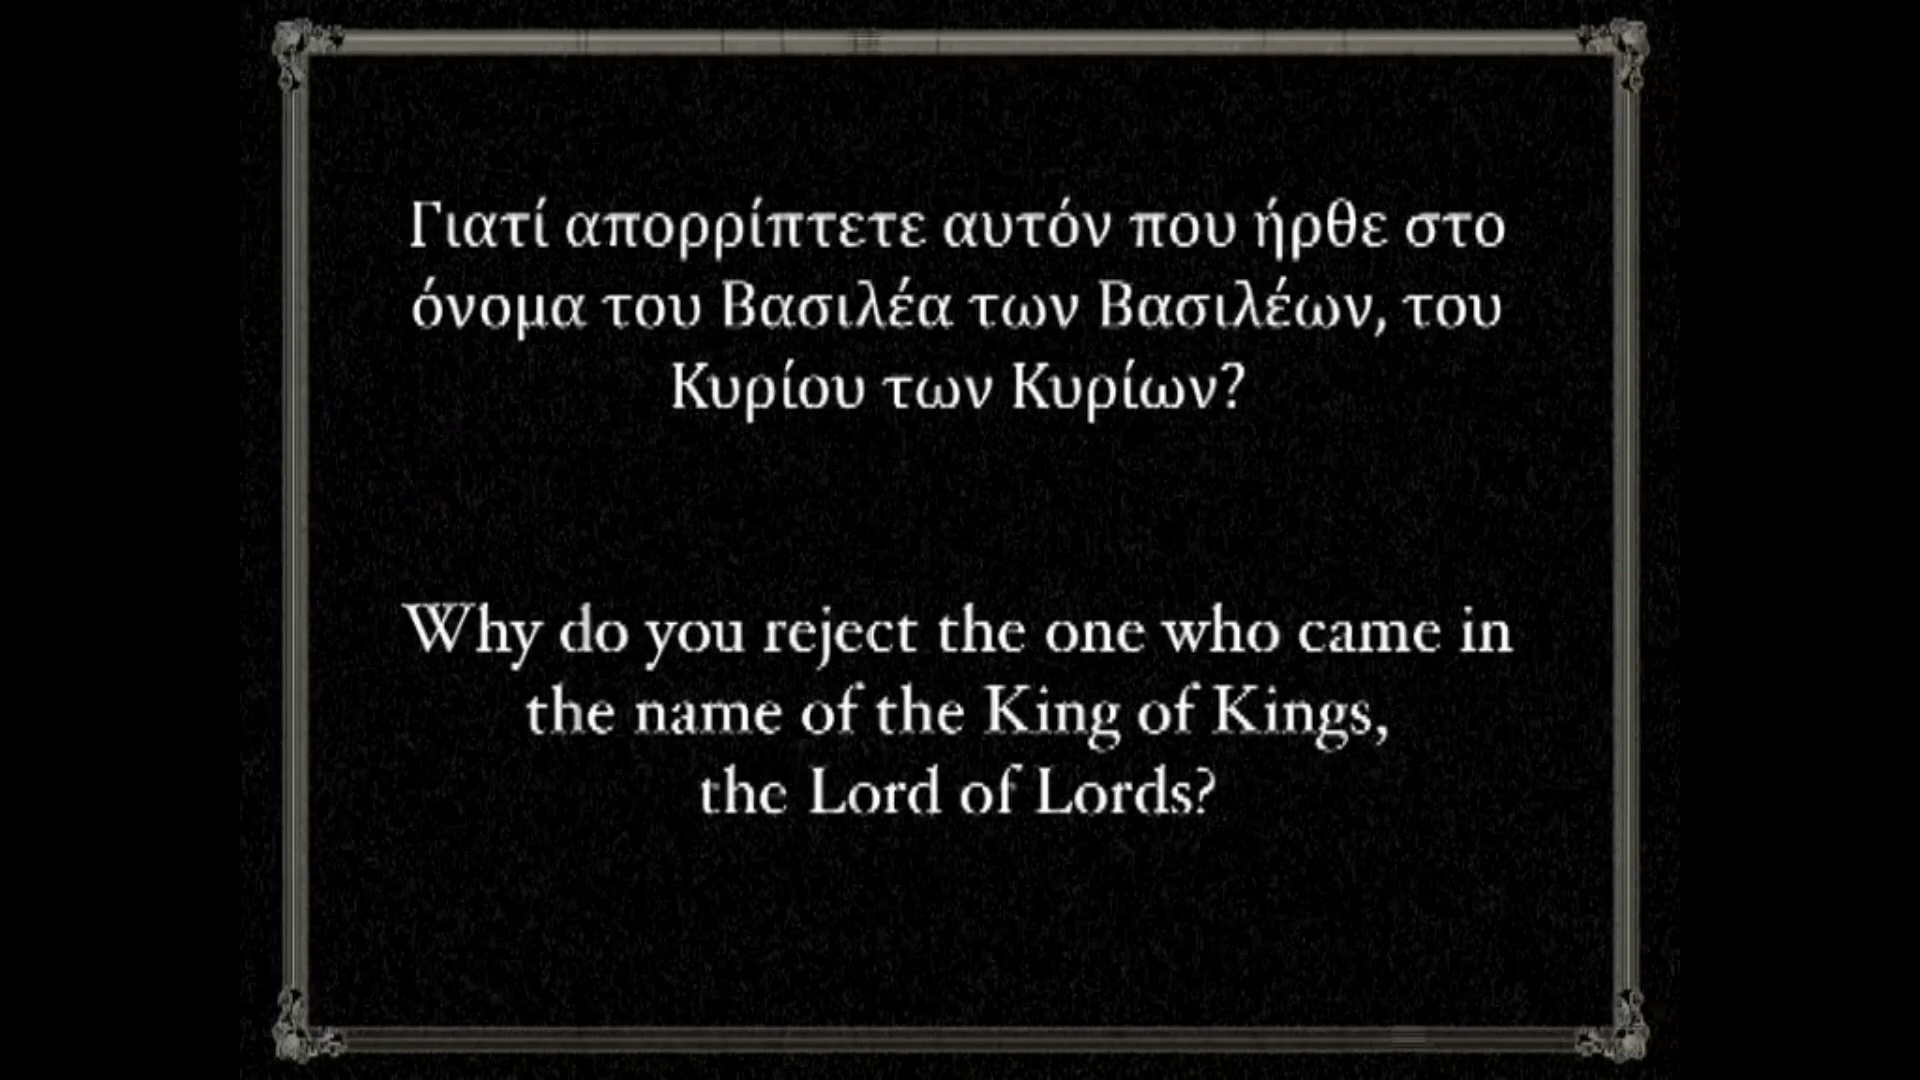 Γιατί απορρίπτετε αυτόν που ήρθε στο
όνομα του Βασιλέα των Βασιλέων, του
Κυρίου των Κυρίων?
Why do you reject the one who came in
the name of the King of Kings,
the Lord of Lords?